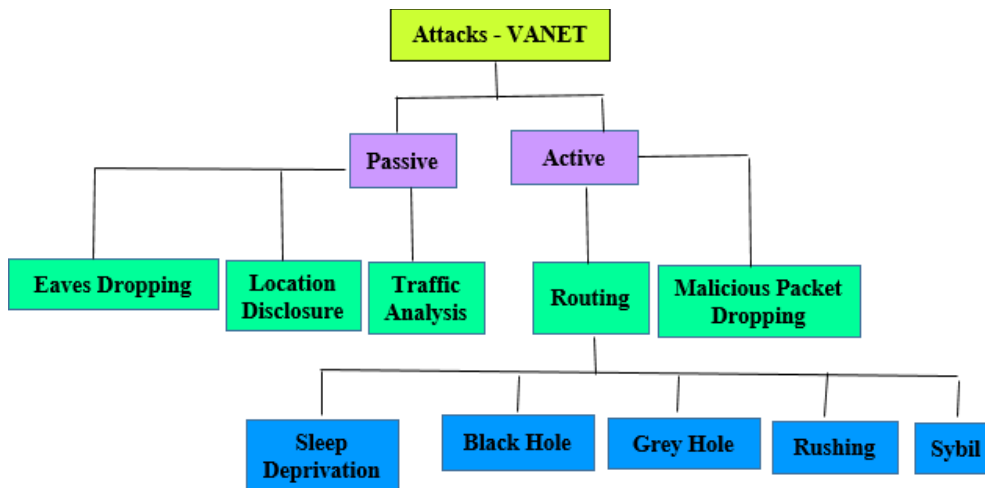 Attacks - VANET
Passive
Active
Eaves Dropping
Location
Disclosure
Traffic
Analysis
Routing
Malicious Packet
Dropping
Sleep
Deprivation
Black Hole
Grey Hole
Rushing
Sybil